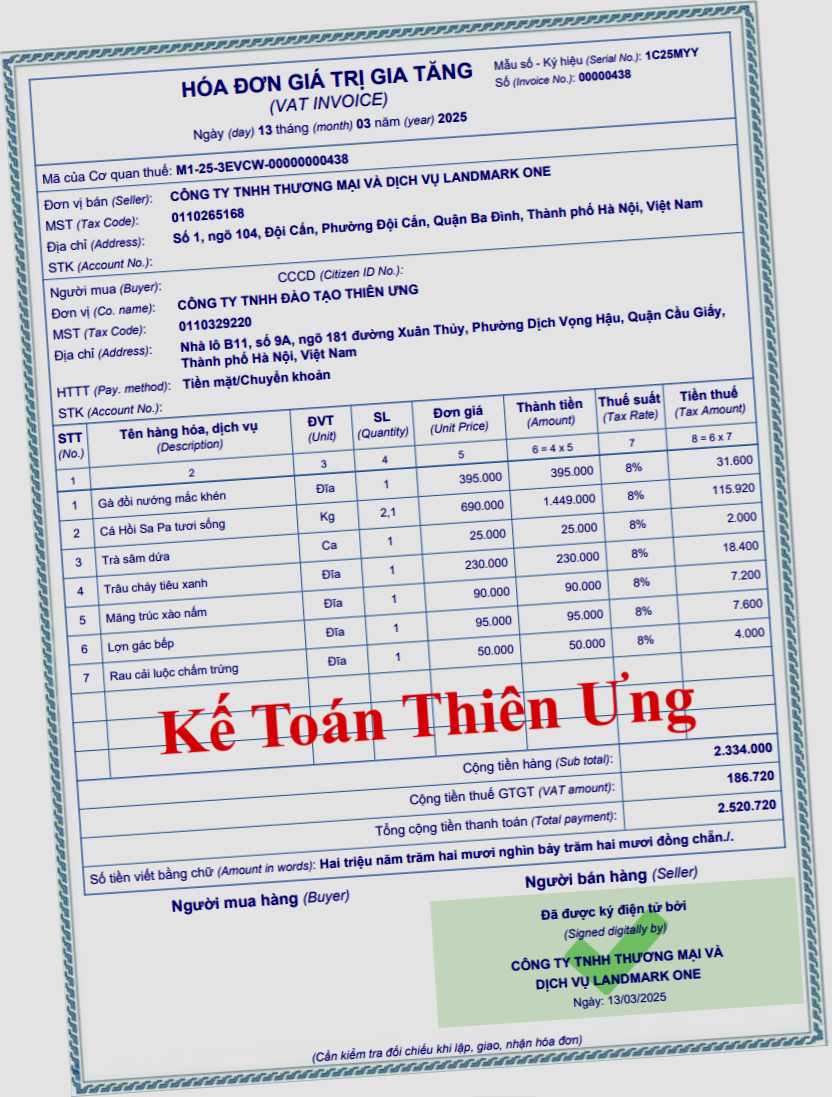 HÓA ĐƠN GIÁ TRỊ GIA TĂNG
(VAT INVOICE)
Ngày (day) 13 tháng (month) 03 năm (year) 2025
Mẫu số - Ký hiệu (Serial No.): 1C25MYY
Số (Invoice No.): 00000438
Mã của Cơ quan thuế: M1-25-3EVCW-00000000438
Đơn vị bán (Seller): CÔNG TY TNHH THƯƠNG MẠI VÀ DỊCH VỤ LANDMARK ONE
MST (Tax Code): 0110265168
Địa chỉ (Address): Số 1, ngõ 104, Đội Cấn, Phường Đội Cấn, Quận Ba Đình, Thành phố Hà Nội, Việt Nam
STK (Account No.):
Người mua (Buyer): CCCD (Citizen ID No.):
Đơn vị (Co. name): CÔNG TY TNHH ĐÀO TẠO THIÊN ƯNG
MST (Tax Code): 0110329220
Địa chỉ (Address): Nhà lô B11, số 9A, ngõ 181 đường Xuân Thủy, Phường Dịch Vọng Hậu, Quận Cầu Giấy,
Thành phố Hà Nội, Việt Nam
HTTT (Pay. method): Tiền mặt/Chuyển khoản
STK (Account No.):
STT Tên hàng hóa, dịch vụ ĐVT SL Đơn giá Thành tiền Thuế suất Tiền thuế
(No.) (Description) (Unit) (Quantity) (Unit Price) (Amount) (Tax Rate) (Tax Amount)
1 2 3 4 5 6 = 4 x 5 7 8 = 6 x 7
1 Gà đồi nướng mắc khén Đĩa 1 395.000 395.000 8% 31.600
2 Cá Hồi Sa Pa tươi sống Kg 2,1 690.000 1.449.000 8% 115.920
3 Trà sâm dứa Ca 1 25.000 25.000 8% 2.000
4 Trâu cháy tiêu xanh Đĩa 1 230.000 230.000 8% 18.400
5 Măng trúc xào nấm Đĩa 1 90.000 90.000 8% 7.200
6 Lợn gác bếp Đĩa 1 95.000 95.000 8% 7.600
7 Rau cải luộc chấm trứng Đĩa 1 50.000 50.000 8% 4.000
Kế Toán Thiên Ưng
Cộng tiền hàng (Sub total): 2.334.000
Cộng tiền thuế GTGT (VAT amount): 186.720
Tổng cộng tiền thanh toán (Total payment): 2.520.720
Số tiền viết bằng chữ (Amount in words): Hai triệu năm trăm hai mươi nghìn bảy trăm hai mươi đồng chẵn./.
Người mua hàng (Buyer) Người bán hàng (Seller)
Đã được ký điện tử bởi
(Signed digitally by)
CÔNG TY TNHH THƯƠNG MẠI VÀ
DỊCH VỤ LANDMARK ONE
Ngày: 13/03/2025
(Cần kiểm tra đối chiếu khi lập, giao, nhận hóa đơn)